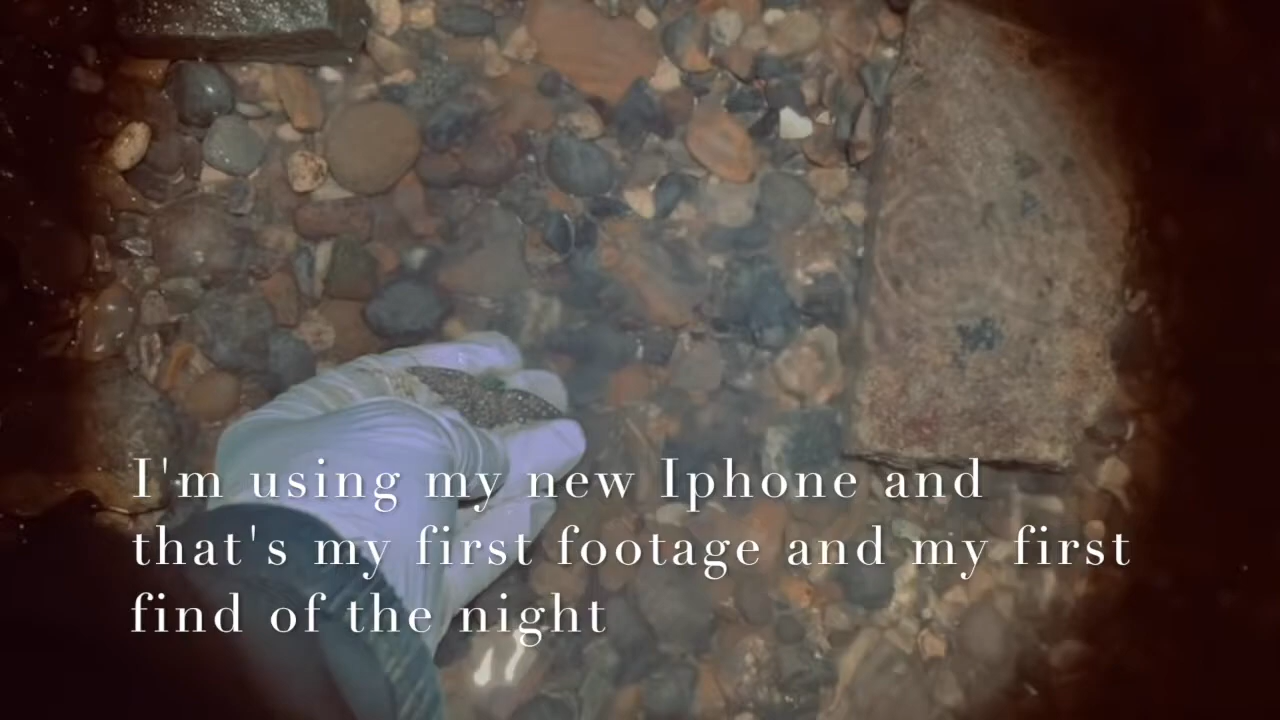 I'm using my new Iphone and
that's my first footage and my first
find of the night